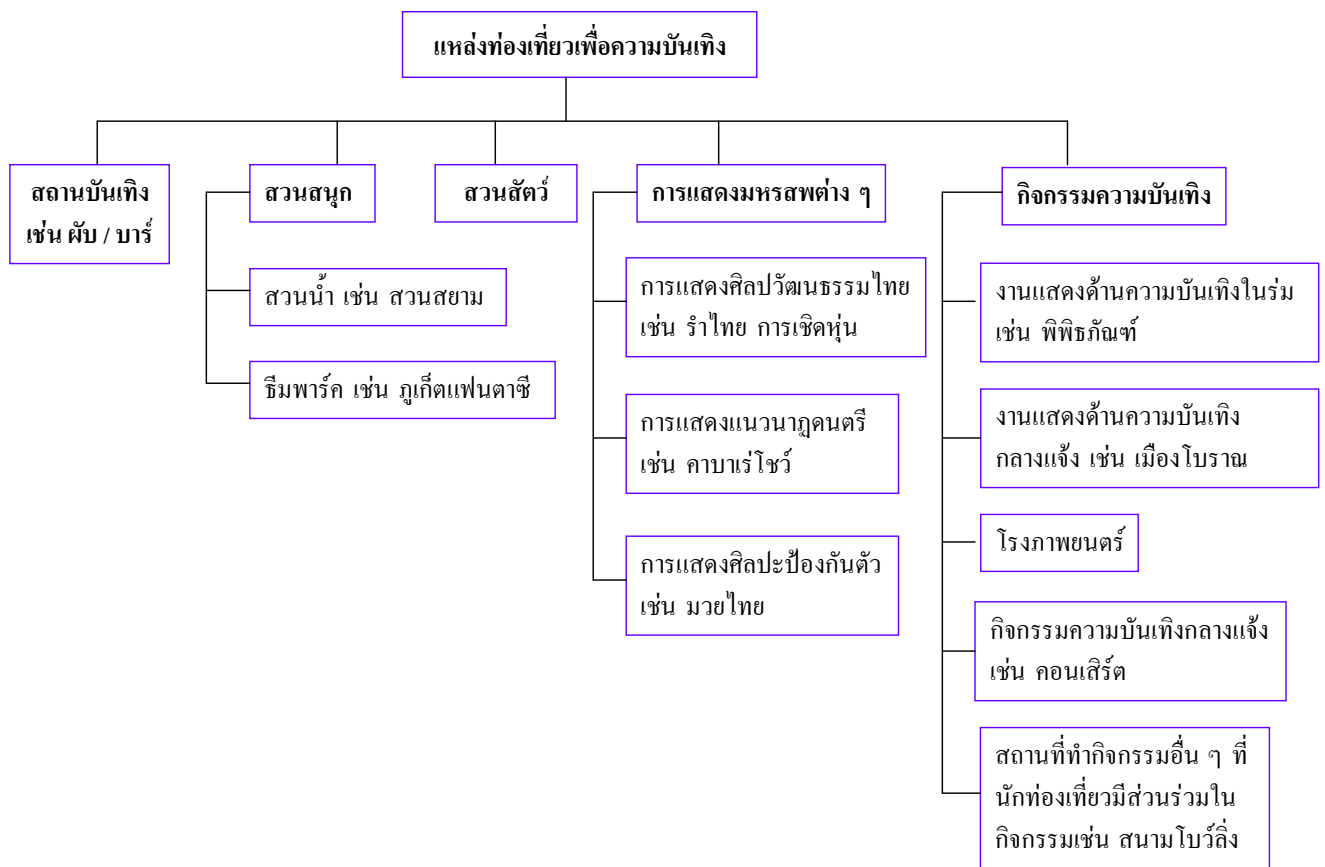 แหล่งท่องเที่ยวเพื่อความบันเทิง
สถานบันเทิง
เช่น ผับ / บาร์
สวนสนุก
สวนน้ำ เช่น สวนสยาม
ธีมพาร์ค เช่น ภูเก็ตแฟนตาซี
สวนสัตว์
การแสดงมหรสพต่าง ๆ
การแสดงศิลปวัฒนธรรมไทย
เช่น รำไทย การเชิดหุ่น
การแสดงแนวนาฏดนตรี
เช่น คาบาเร่โชว์
การแสดงศิลปะป้องกันตัว
เช่น มวยไทย
กิจกรรมความบันเทิง
งานแสดงด้านความบันเทิงในร่ม
เช่น พิพิธภัณฑ์
งานแสดงด้านความบันเทิง
กลางแจ้ง เช่น เมืองโบราณ
โรงภาพยนตร์
กิจกรรมความบันเทิงกลางแจ้ง
เช่น คอนเสิร์ต
สถานที่ทำกิจกรรมอื่น ๆ ที่
นักท่องเที่ยวมีส่วนร่วมใน
กิจกรรมเช่น สนามโบว์ลิ่ง